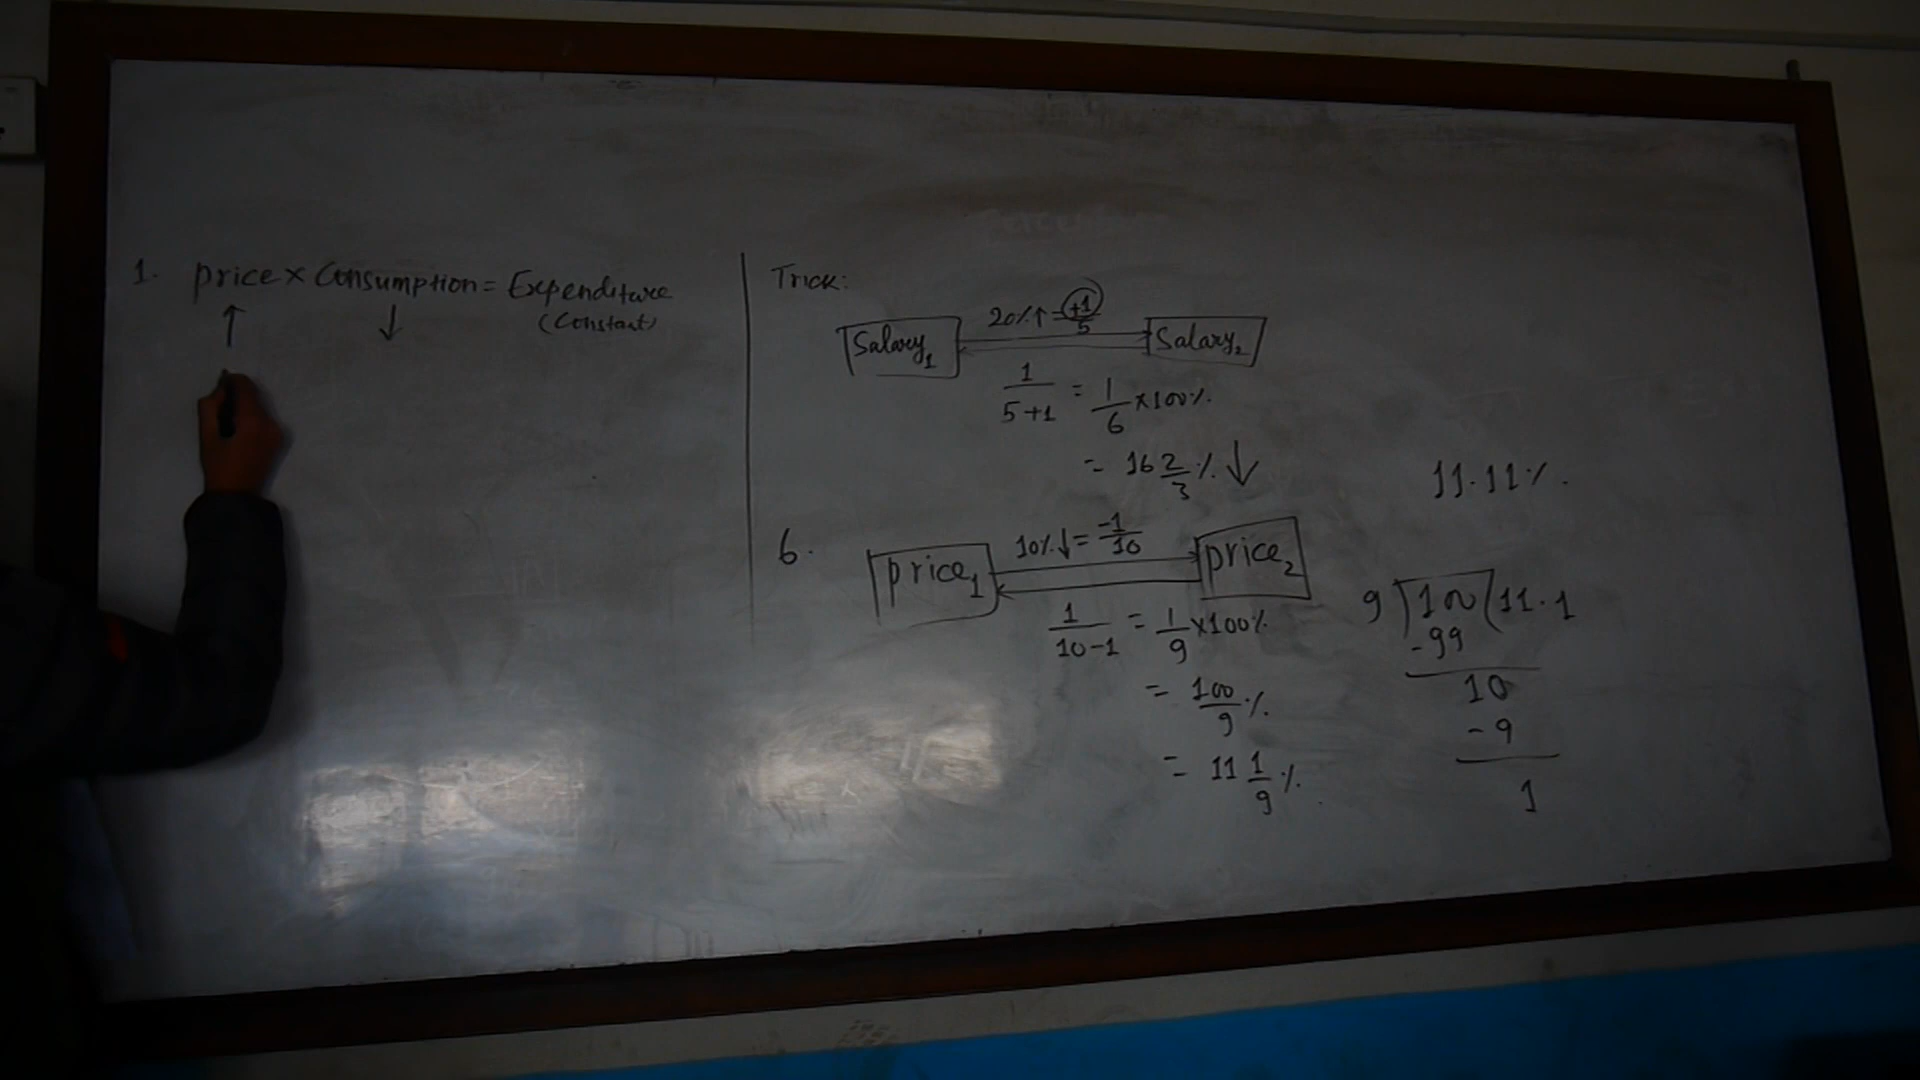 1. price × Consumption = Expenditure
↑ ↓ (Constant)
Trick:
Salary₁ 20%↑ = +1/5 Salary₂
1/(5+1) = 1/6 ×100%
= 16 2/3 % ↓
11.11%.
6. price₁ 10%↓ = -1/10 price₂
1/(10-1) = 1/9 ×100%
= 100/9 %
= 11 1/9 %
9)100(11.1
-99
10
-9
1